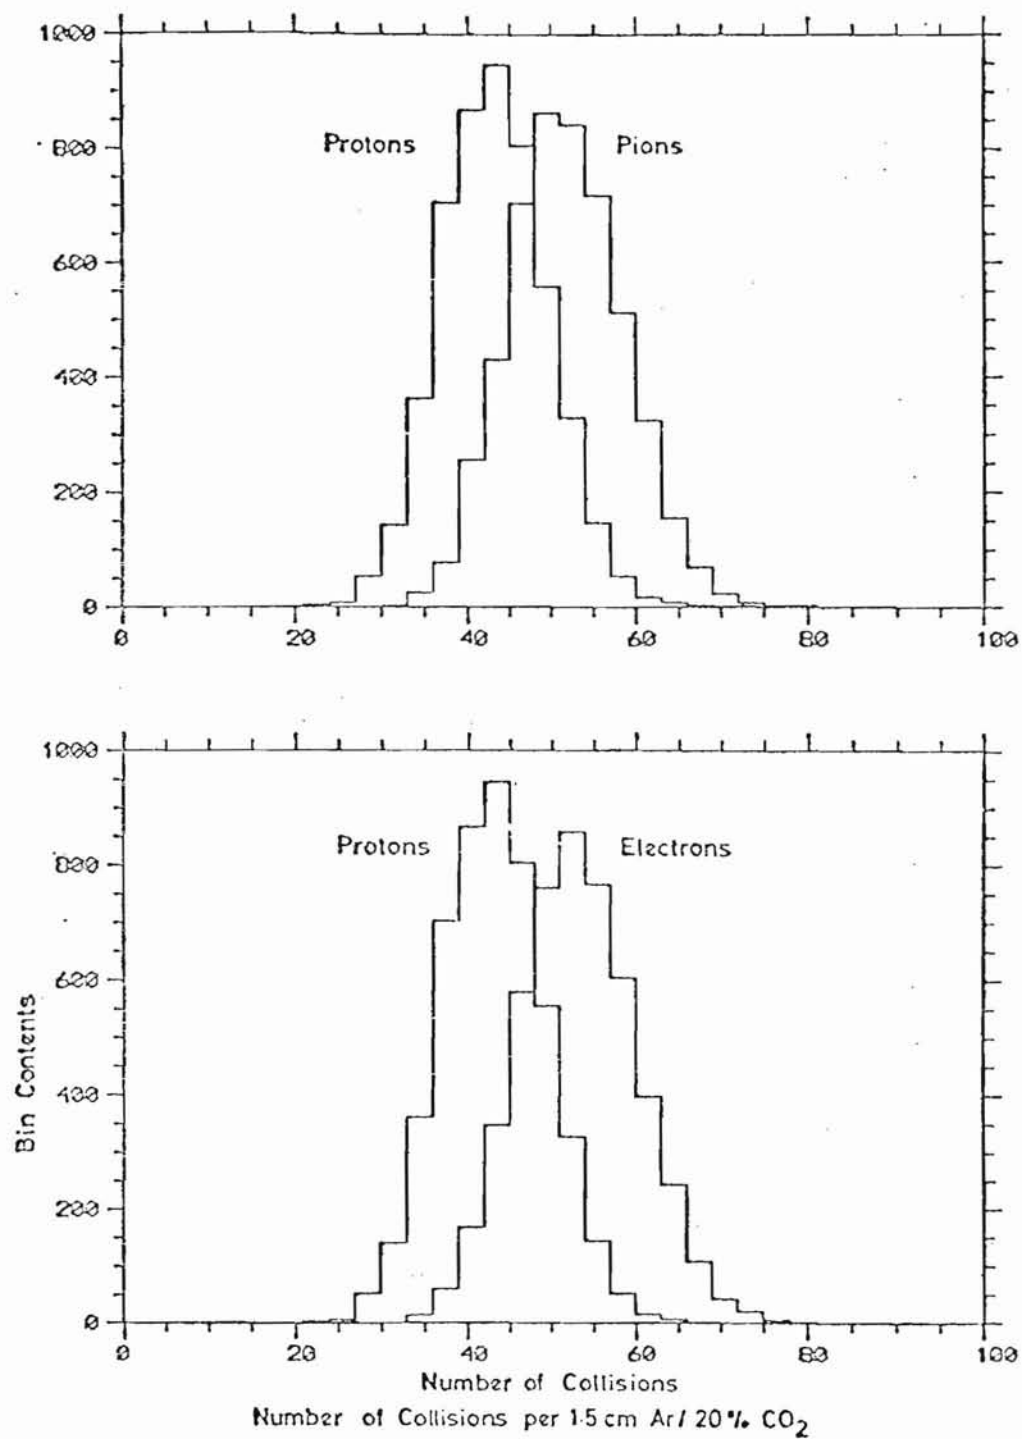 1000
800
600
400
200
0
Protons
Pions
0 20 40 60 80 100
1000
800
600
400
200
0
Protons
Electrons
Bin Contents
0 20 40 60 80 100
Number of Collisions
Number of Collisions per 1·5 cm Ar/20% CO2